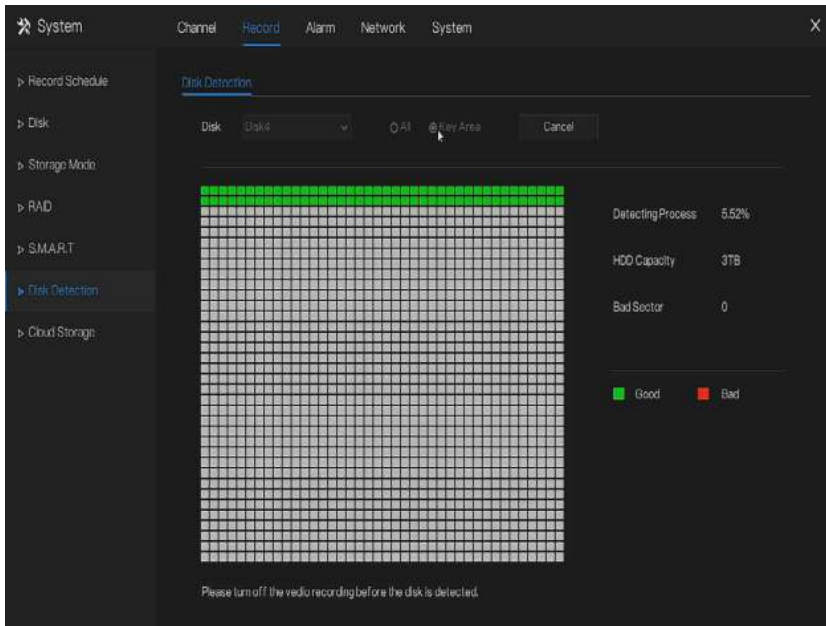 System Channel Record Alarm Network System X
Record Schedule
Disk
Storage Mode
RAID
S.M.A.R.T
Disk Detection
Cloud Storage
Disk Detection
Disk Disk4 All Key Area Cancel
Detecting Process 5.52%
HDD Capacity 3TB
Bad Sector 0
Good Bad
Please turn off the vedio recording before the disk is detected.